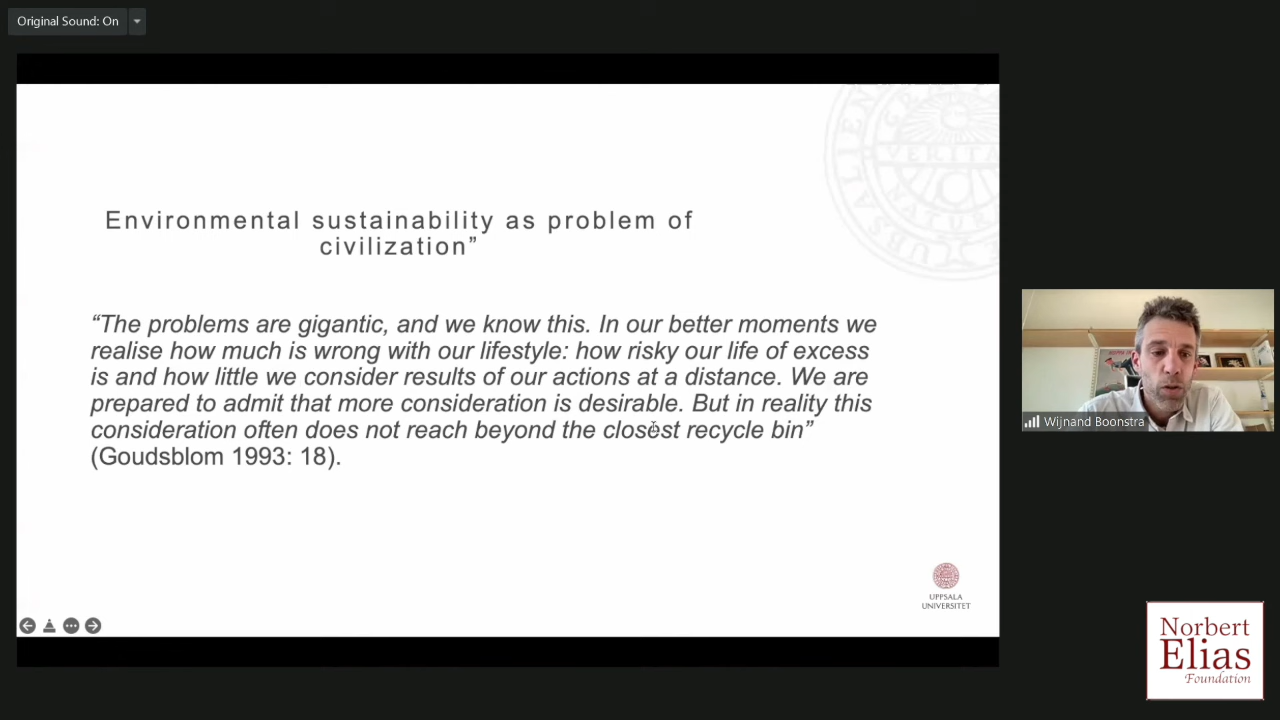 Original Sound: On
Environmental sustainability as problem of
civilization”
“The problems are gigantic, and we know this. In our better moments we
realise how much is wrong with our lifestyle: how risky our life of excess
is and how little we consider results of our actions at a distance. We are
prepared to admit that more consideration is desirable. But in reality this
consideration often does not reach beyond the closest recycle bin”
(Goudsblom 1993: 18).
UPPSALA
UNIVERSITET
Wijnand Boonstra
Norbert
Elias
Foundation